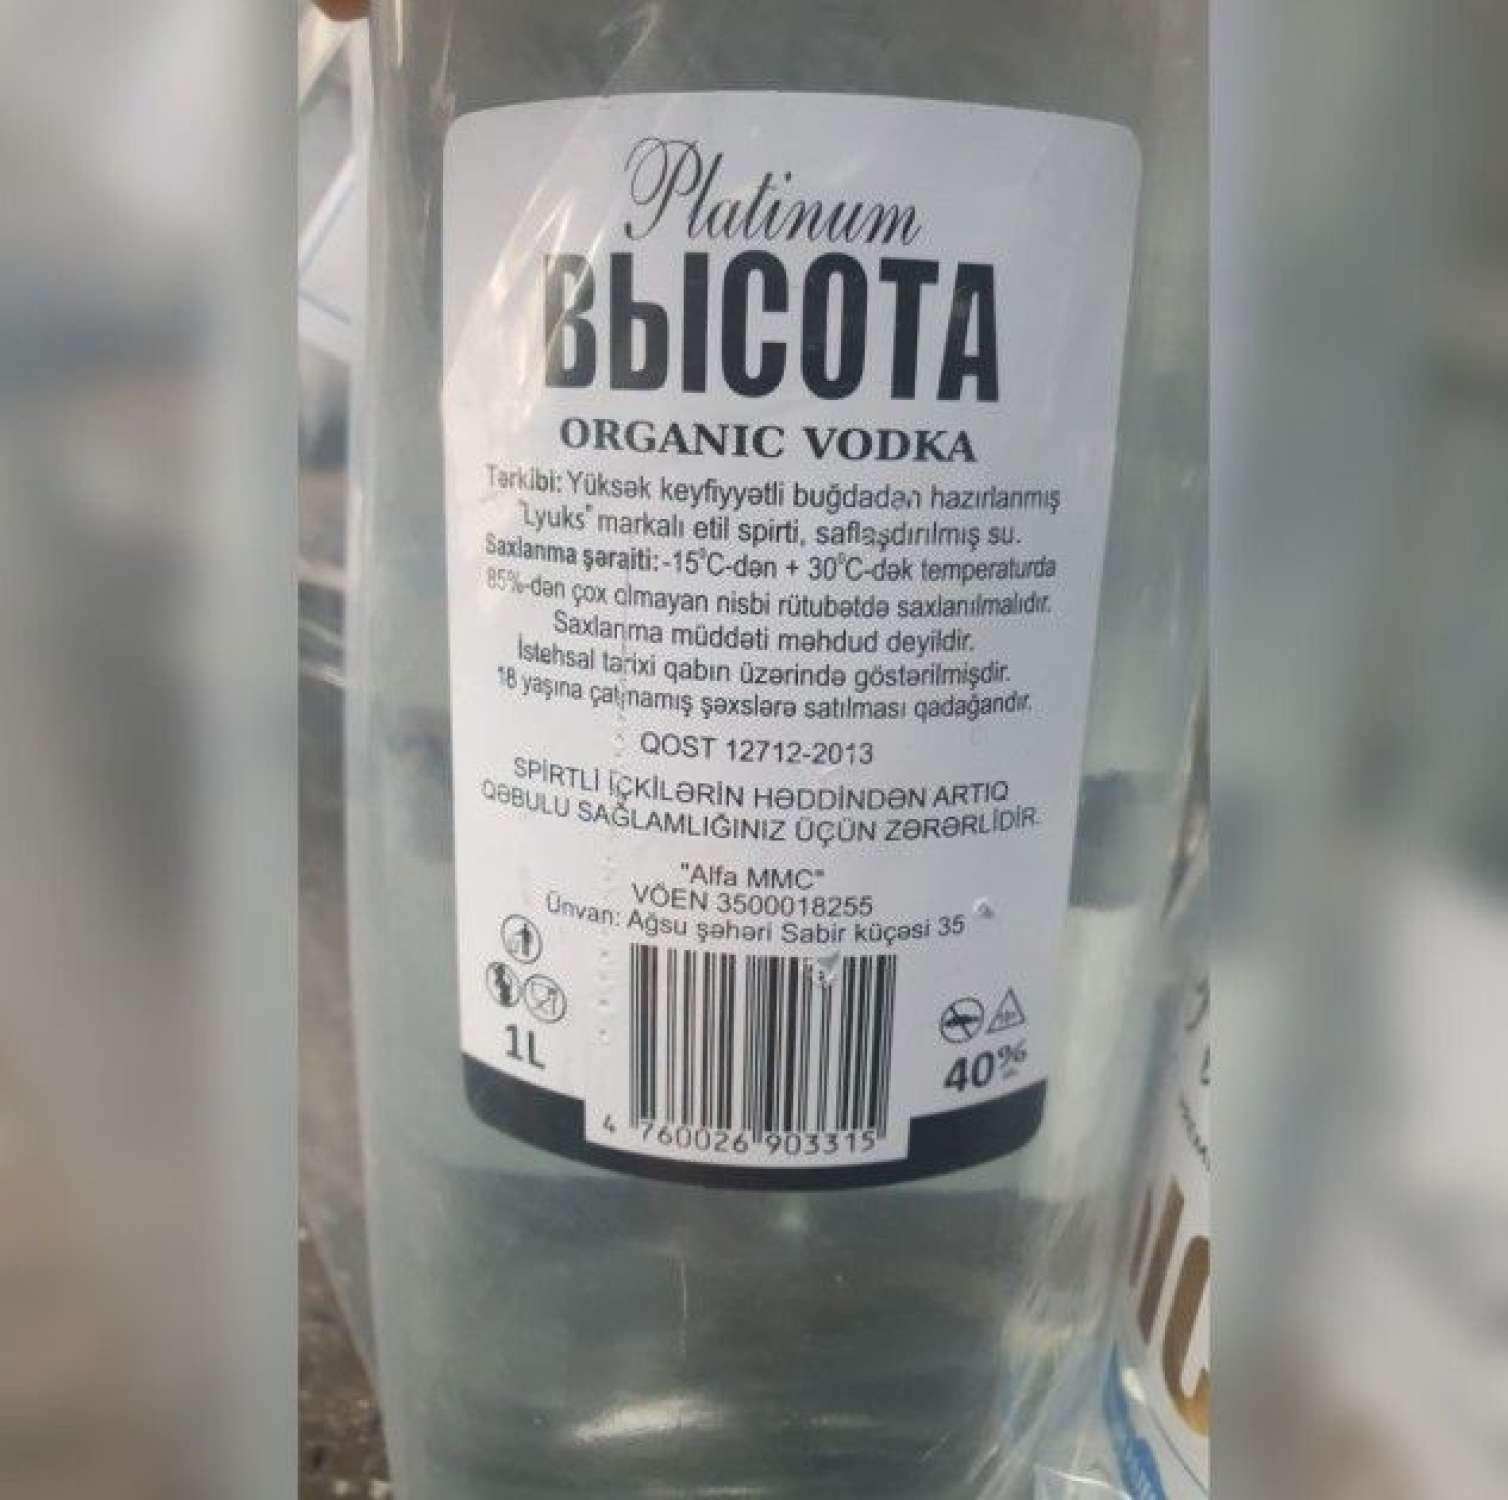 Platinum
ВЫСОТА
ORGANIC VODKA
Tərkibi: Yüksək keyfiyyətli buğdadan hazırlanmış
"Lyuks" markalı etil spirti, saflaşdırılmış su.
Saxlanma şəraiti: -15°C-dən + 30°C-dək temperaturda
85%-dən çox olmayan nisbi rütubətdə saxlanılmalıdır.
Saxlanma müddəti məhdud deyildir.
İstehsal tarixi qabın üzərində göstərilmişdir.
18 yaşına çatmamış şəxslərə satılması qadağandır.
QOST 12712-2013
SPİRTLİ İÇKİLƏRİN HƏDDİNDƏN ARTIQ
QƏBULU SAĞLAMLIĞINIZ ÜÇÜN ZƏRƏRLİDİR.
"Alfa MMC"
VÖEN 3500018255
Ünvan: Ağsu şəhəri Sabir küçəsi 35
1L
40%
4 760026 903315